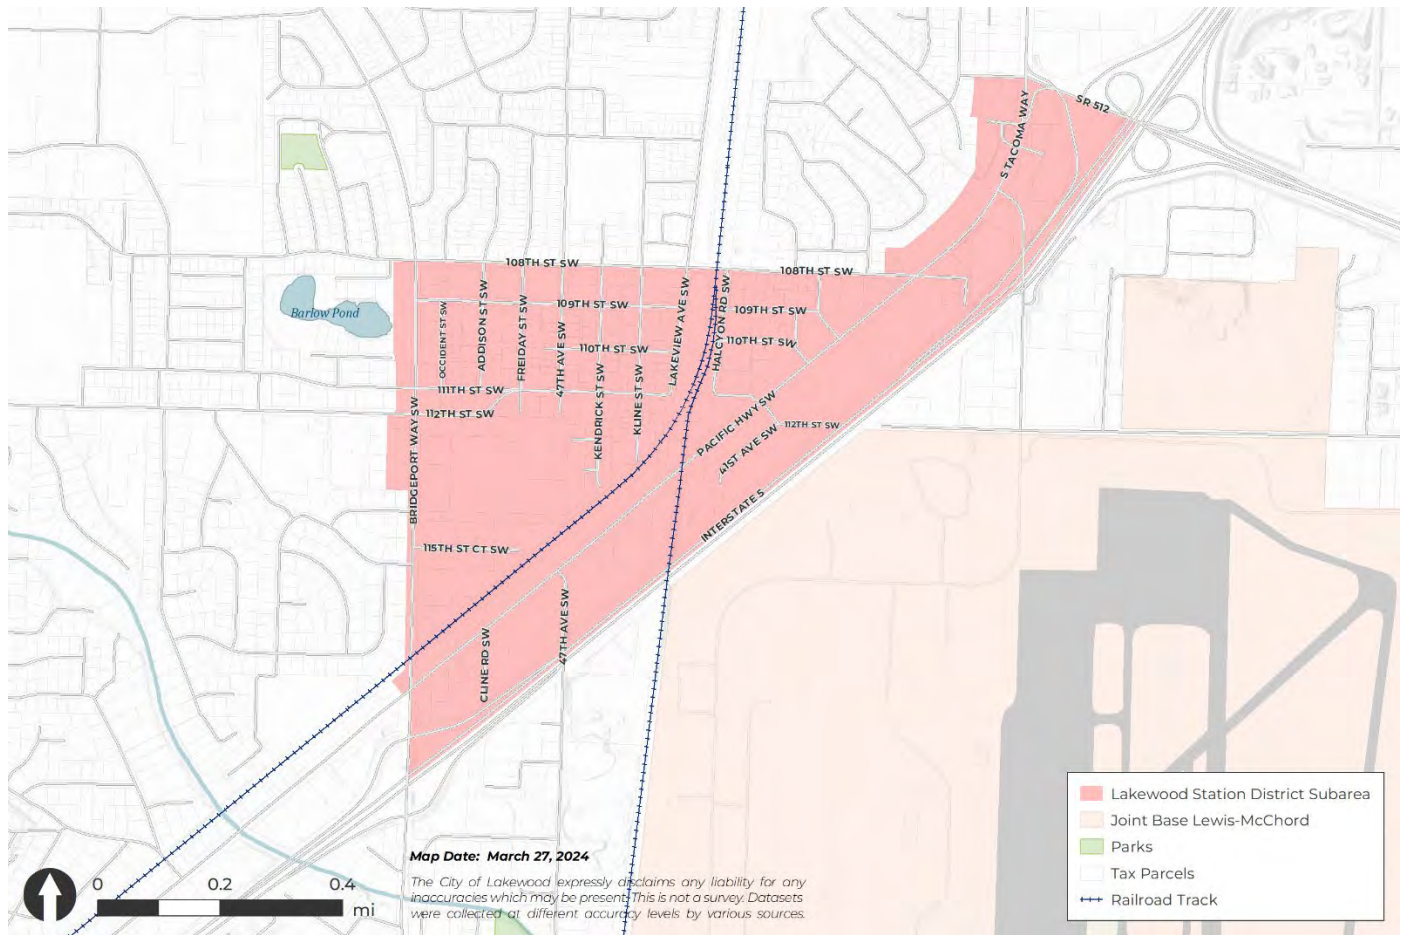 SR 512
S TACOMA WAY
108TH ST SW
108TH ST SW
Barlow Pond
OCCIDENT ST SW
ADDISON ST SW
FREIDAY ST SW
47TH AVE SW
109TH ST SW
LAKEVIEW AVE SW
HALCYON RD SW
109TH ST SW
110TH ST SW
110TH ST SW
KENDRICK ST SW
KLINE ST SW
111TH ST SW
112TH ST SW
BRIDGEPORT WAY SW
PACIFIC HWY SW
41ST AVE SW
112TH ST SW
INTERSTATE 5
115TH ST CT SW
CLINE RD SW
47TH AVE SW
Lakewood Station District Subarea
Joint Base Lewis-McChord
Parks
Tax Parcels
Railroad Track
Map Date: March 27, 2024
The City of Lakewood expressly disclaims any liability for any
inaccuracies which may be present. This is not a survey. Datasets
were collected at different accuracy levels by various sources.
0 0.2 0.4
mi